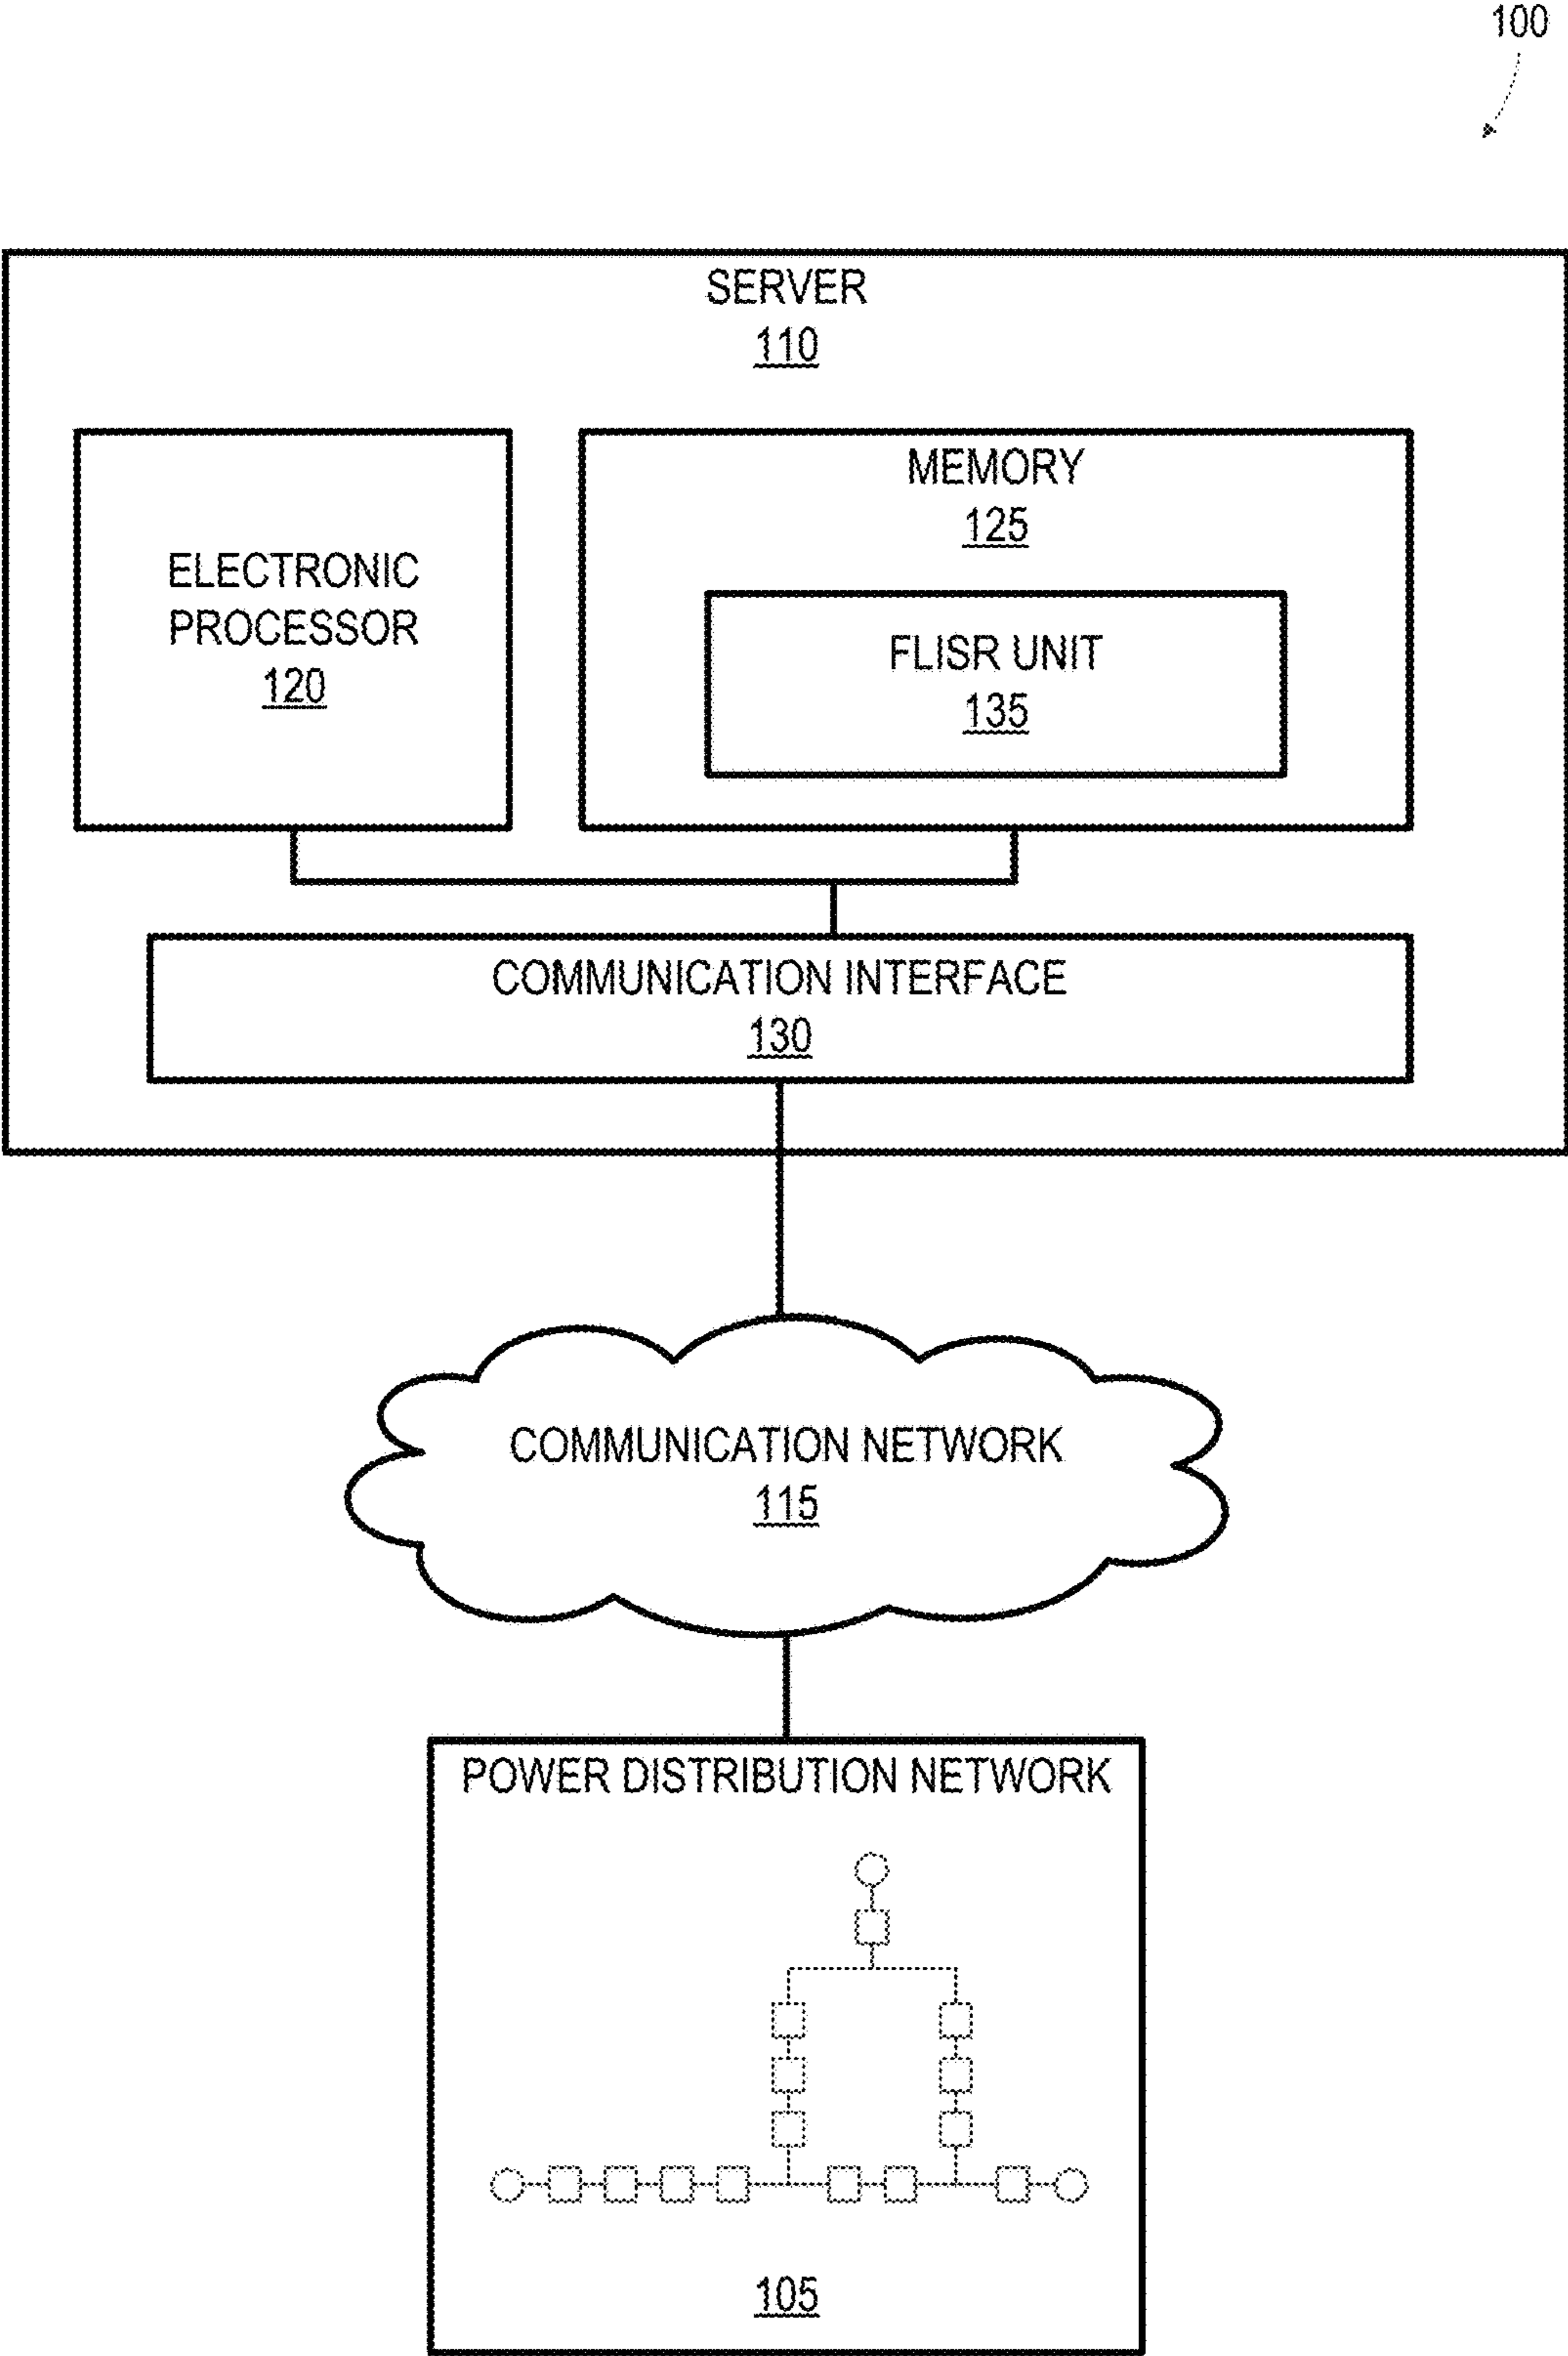 100
SERVER
110
ELECTRONIC
PROCESSOR
120
MEMORY
125
FLISR UNIT
135
COMMUNICATION INTERFACE
130
COMMUNICATION NETWORK
115
POWER DISTRIBUTION NETWORK
105